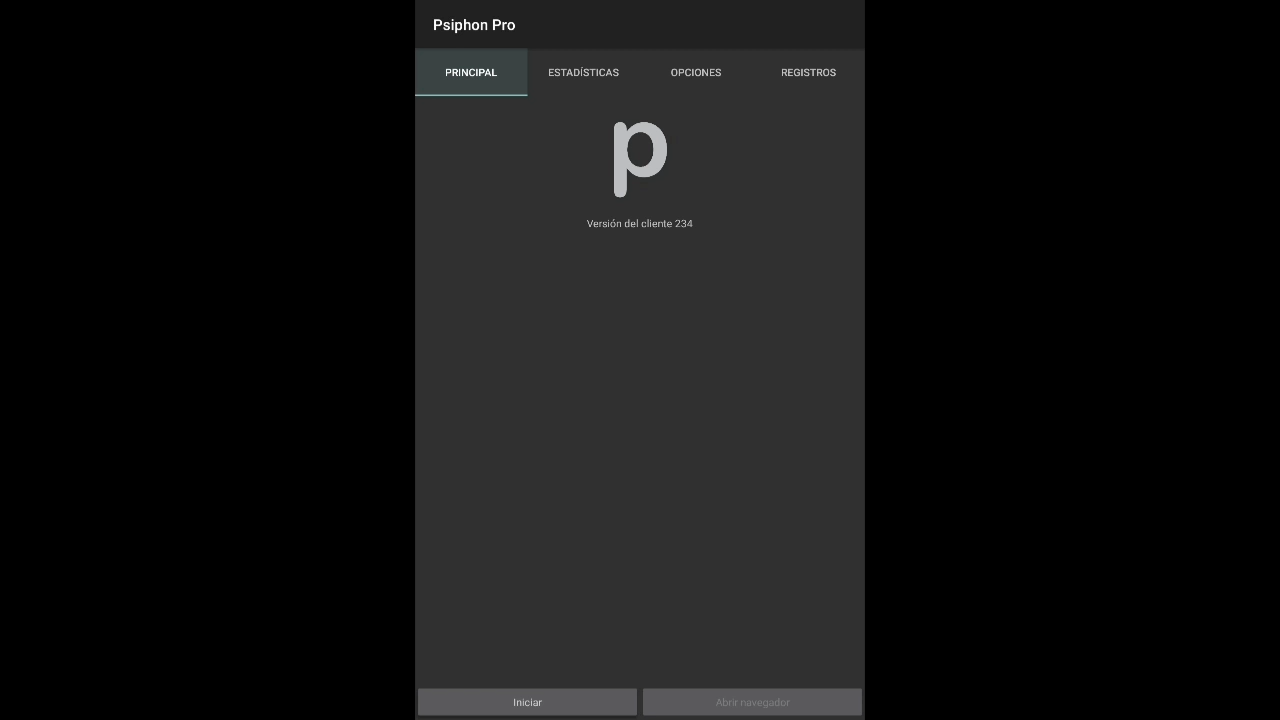 Psiphon Pro
PRINCIPAL ESTADÍSTICAS OPCIONES REGISTROS
p
Versión del cliente 234
Iniciar Abrir navegador